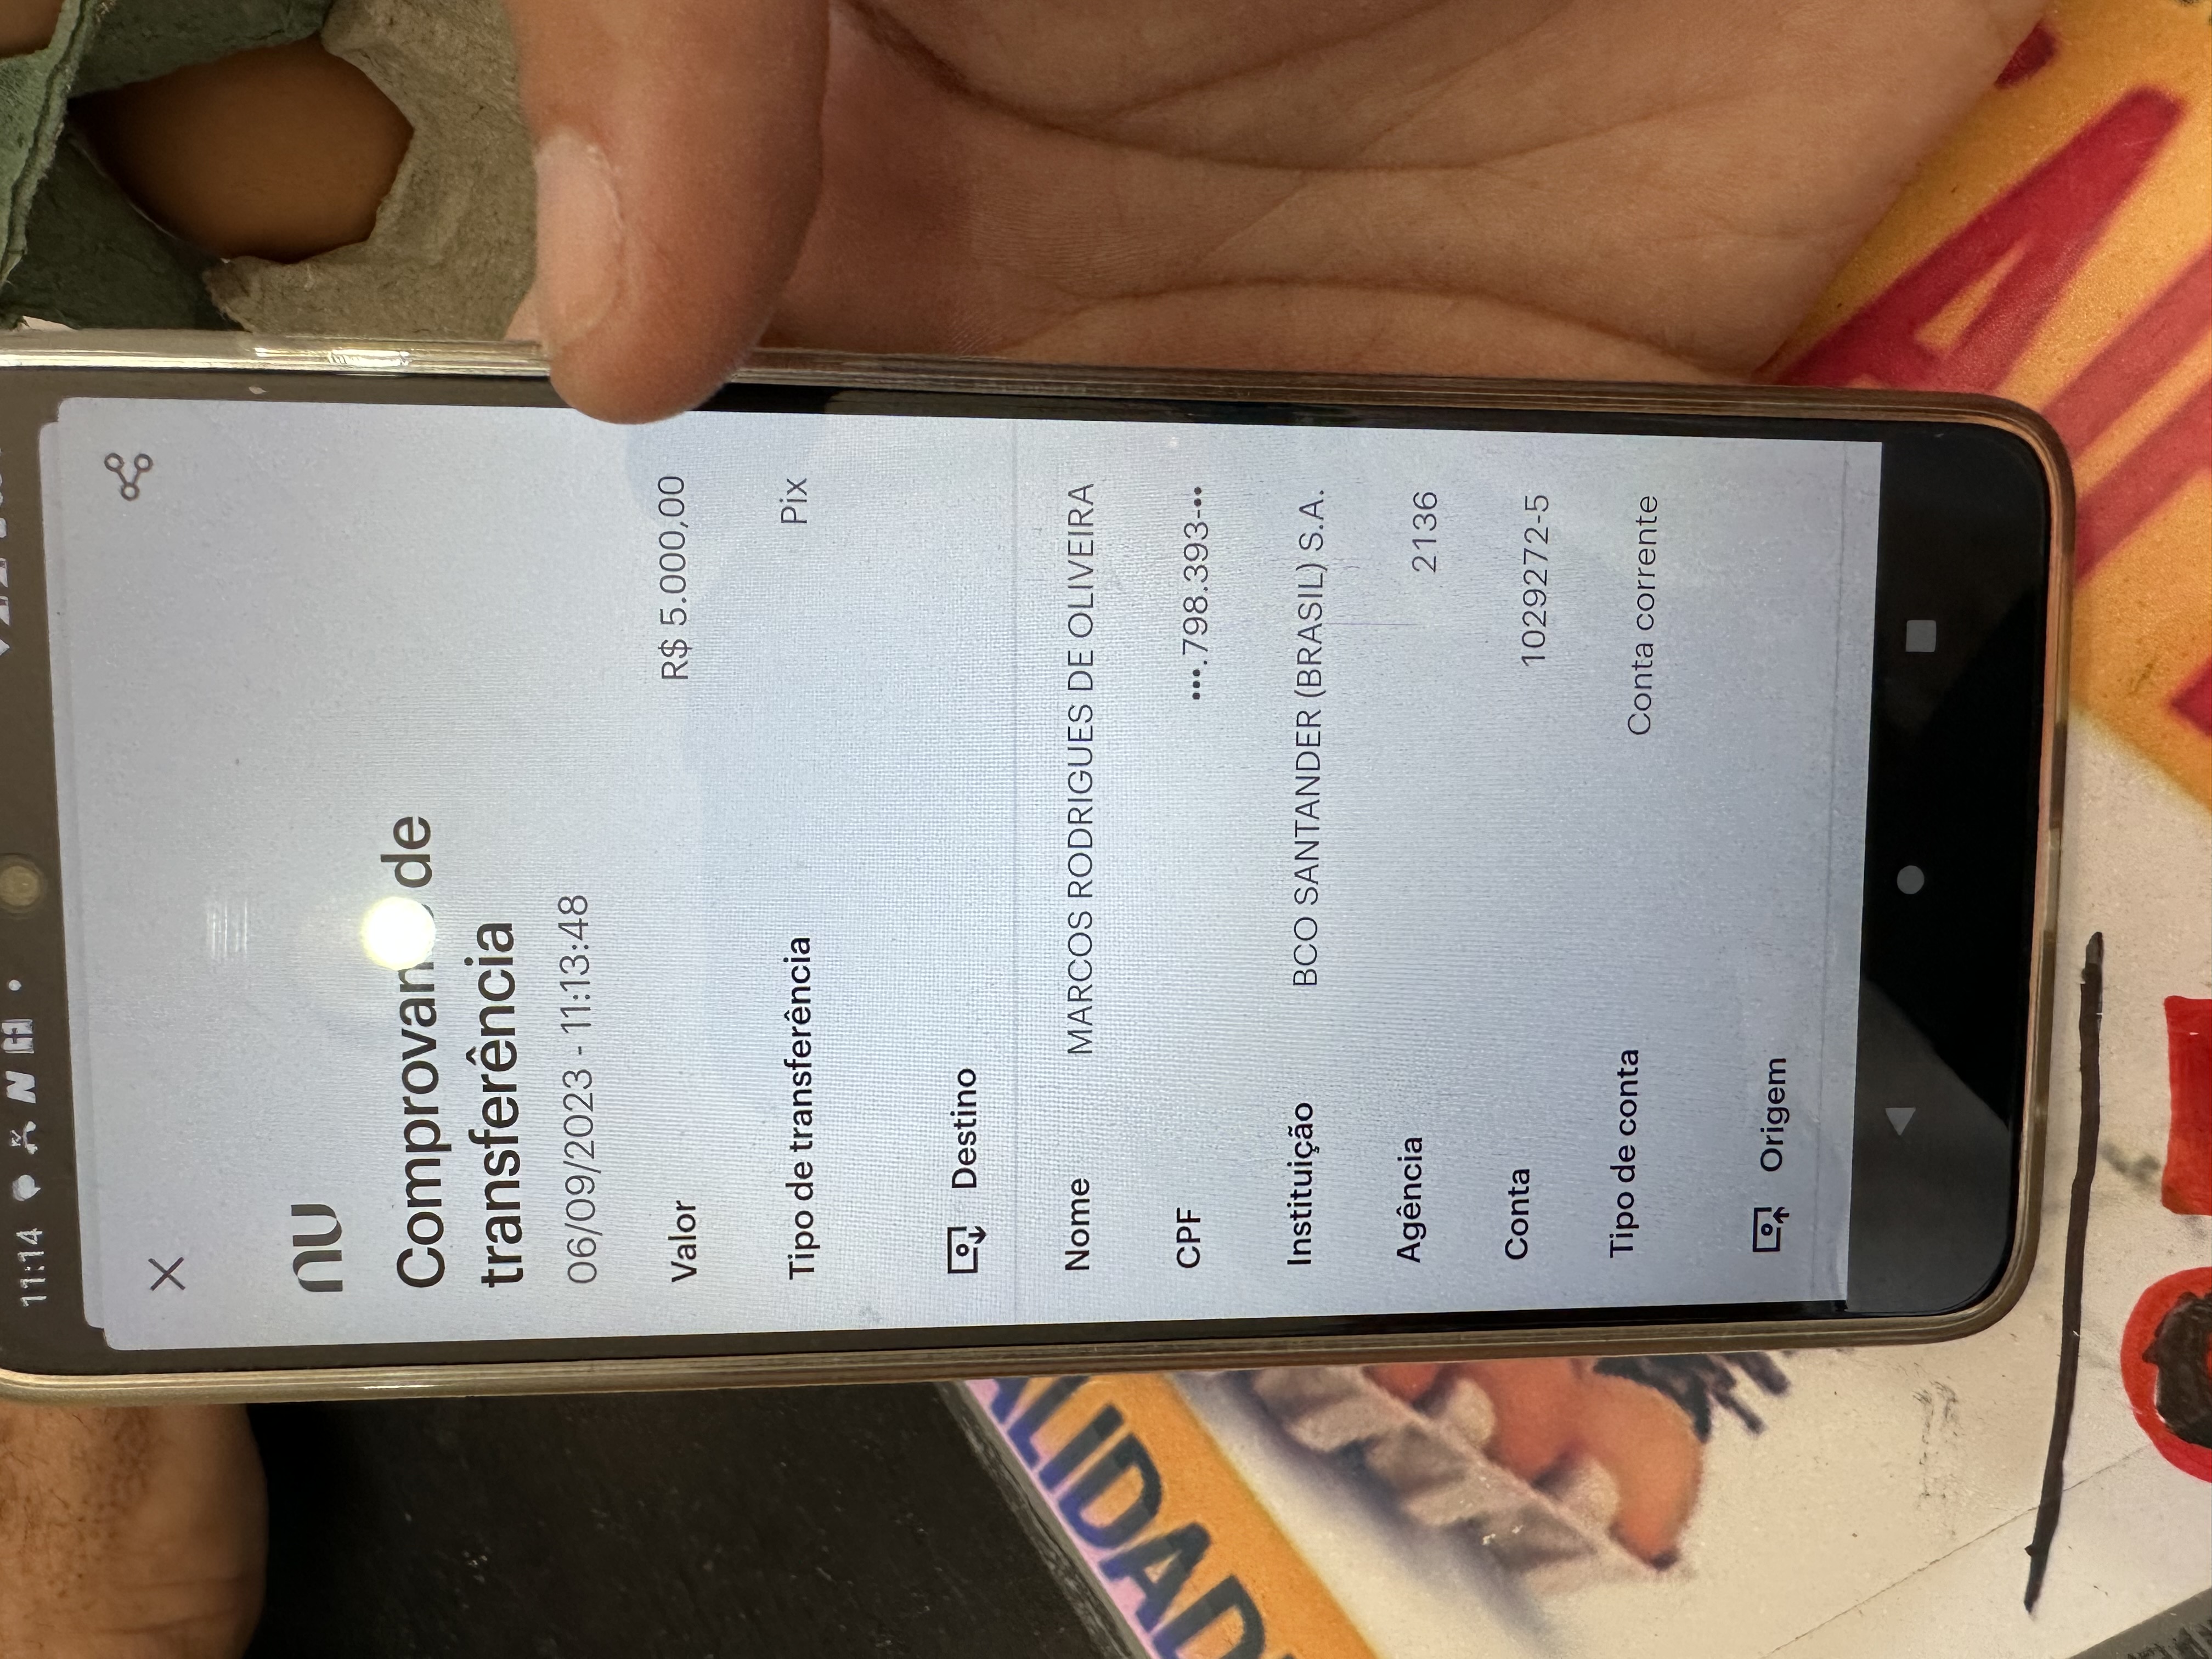 11:14
nu
de
transferência
06/09/2023 - 11:13:48
Valor R$ 5.000,00
Tipo de transferência Pix
Destino
Nome MARCOS RODRIGUES DE OLIVEIRA
CPF •••.798.393-••
Instituição BCO SANTANDER (BRASIL) S.A.
Agência 2136
Conta 1029272-5
Tipo de conta Conta corrente
Origem